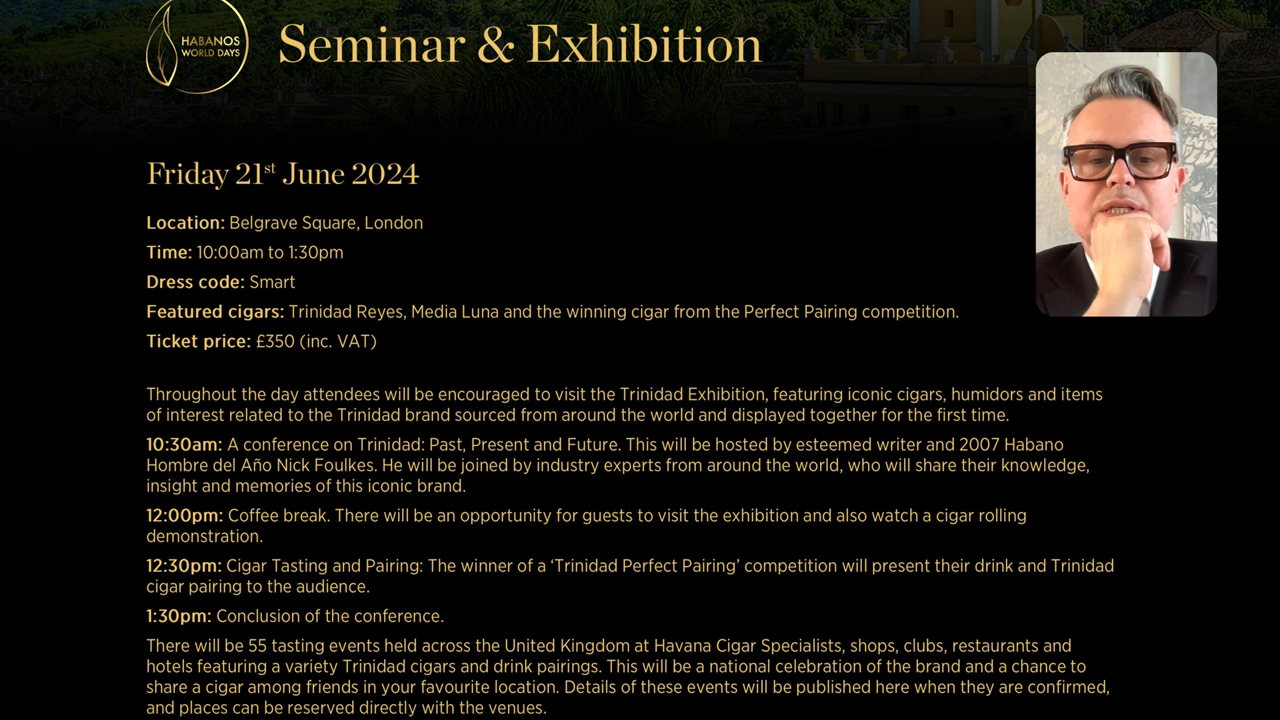 HABANOS
WORLD DAYS
Seminar & Exhibition
Friday 21st June 2024
Location: Belgrave Square, London
Time: 10:00am to 1:30pm
Dress code: Smart
Featured cigars: Trinidad Reyes, Media Luna and the winning cigar from the Perfect Pairing competition.
Ticket price: £350 (inc. VAT)
Throughout the day attendees will be encouraged to visit the Trinidad Exhibition, featuring iconic cigars, humidors and items
of interest related to the Trinidad brand sourced from around the world and displayed together for the first time.
10:30am: A conference on Trinidad: Past, Present and Future. This will be hosted by esteemed writer and 2007 Habano
Hombre del Año Nick Foulkes. He will be joined by industry experts from around the world, who will share their knowledge,
insight and memories of this iconic brand.
12:00pm: Coffee break. There will be an opportunity for guests to visit the exhibition and also watch a cigar rolling
demonstration.
12:30pm: Cigar Tasting and Pairing: The winner of a ‘Trinidad Perfect Pairing’ competition will present their drink and Trinidad
cigar pairing to the audience.
1:30pm: Conclusion of the conference.
There will be 55 tasting events held across the United Kingdom at Havana Cigar Specialists, shops, clubs, restaurants and
hotels featuring a variety Trinidad cigars and drink pairings. This will be a national celebration of the brand and a chance to
share a cigar among friends in your favourite location. Details of these events will be published here when they are confirmed,
and places can be reserved directly with the venues.